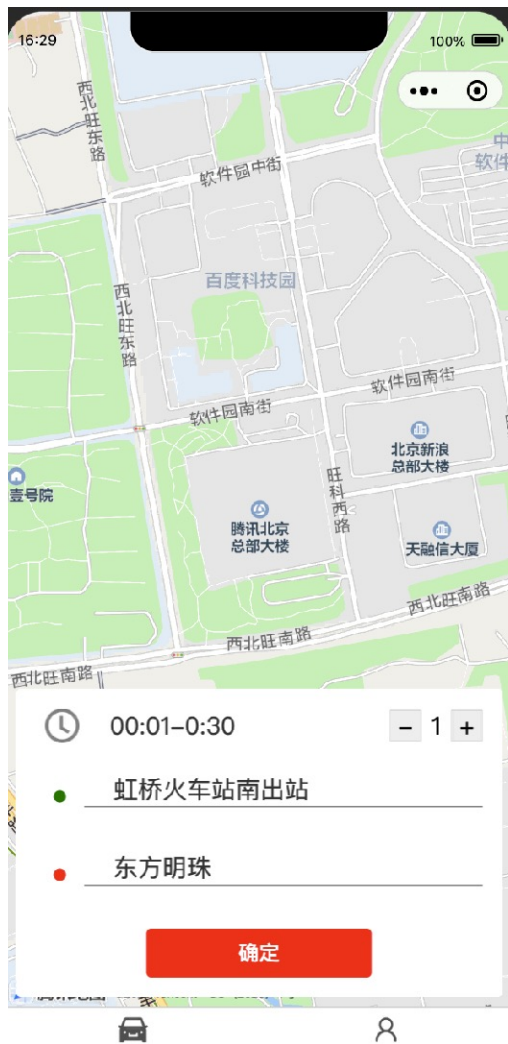 16:29
100%
西北旺东路
中
软件
软件园中街
百度科技园
西北旺东路
软件园南街
软件园南街
北京新浪
总部大楼
壹号院
旺科西路
腾讯北京
总部大楼
天融信大厦
西北旺南路
西北旺南路
西北旺南路
00:01-0:30
- 1 +
虹桥火车站南出站
东方明珠
确定